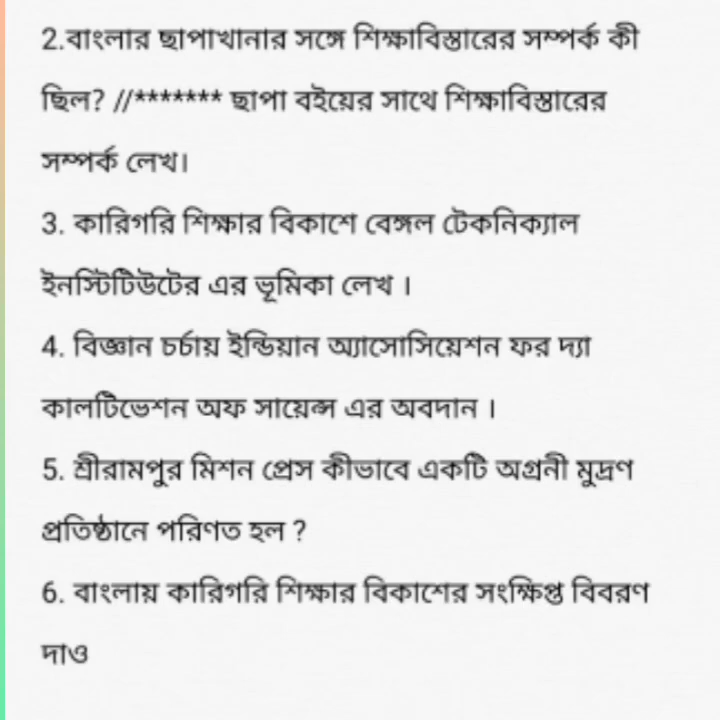 2.বাংলার ছাপাখানার সঙ্গে শিক্ষাবিস্তারের সম্পর্ক কী
ছিল? //******* ছাপা বইয়ের সাথে শিক্ষাবিস্তারের
সম্পর্ক লেখ।
3. কারিগরি শিক্ষার বিকাশে বেঙ্গল টেকনিক্যাল
ইনস্টিটিউটের এর ভূমিকা লেখ ।
4. বিজ্ঞান চর্চায় ইন্ডিয়ান অ্যাসোসিয়েশন ফর দ্যা
কালটিভেশন অফ সায়েন্স এর অবদান ।
5. শ্রীরামপুর মিশন প্রেস কীভাবে একটি অগ্রনী মুদ্রণ
প্রতিষ্ঠানে পরিণত হল ?
6. বাংলায় কারিগরি শিক্ষার বিকাশের সংক্ষিপ্ত বিবরণ
দাও